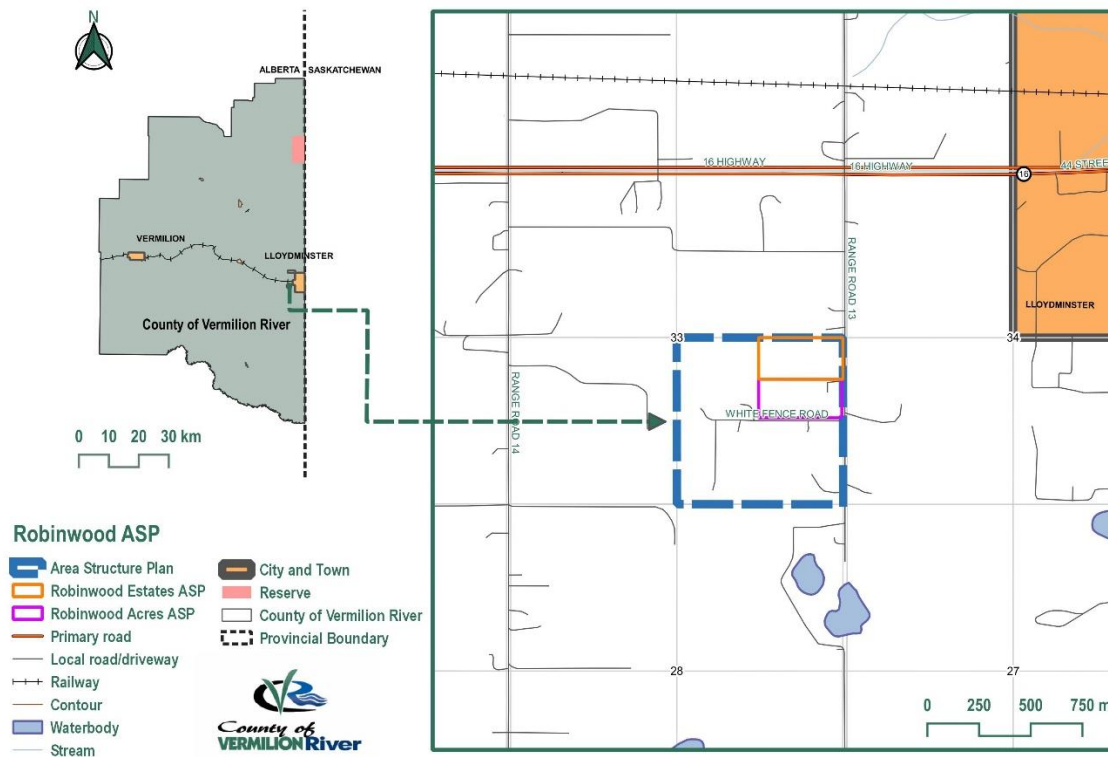 N
ALBERTA SASKATCHEWAN
VERMILION
LLOYDMINSTER
County of Vermilion River
0 10 20 30 km
16 HIGHWAY
16 HIGHWAY
44 STREE
16
RANGE ROAD 13
LLOYDMINSTER
33
34
RANGE ROAD 14
WHITE FENCE ROAD
28
27
0 250 500 750 m
Robinwood ASP
Area Structure Plan
Robinwood Estates ASP
Robinwood Acres ASP
Primary road
Local road/driveway
Railway
Contour
Waterbody
Stream
City and Town
Reserve
County of Vermilion River
Provincial Boundary
County of
VERMILION River